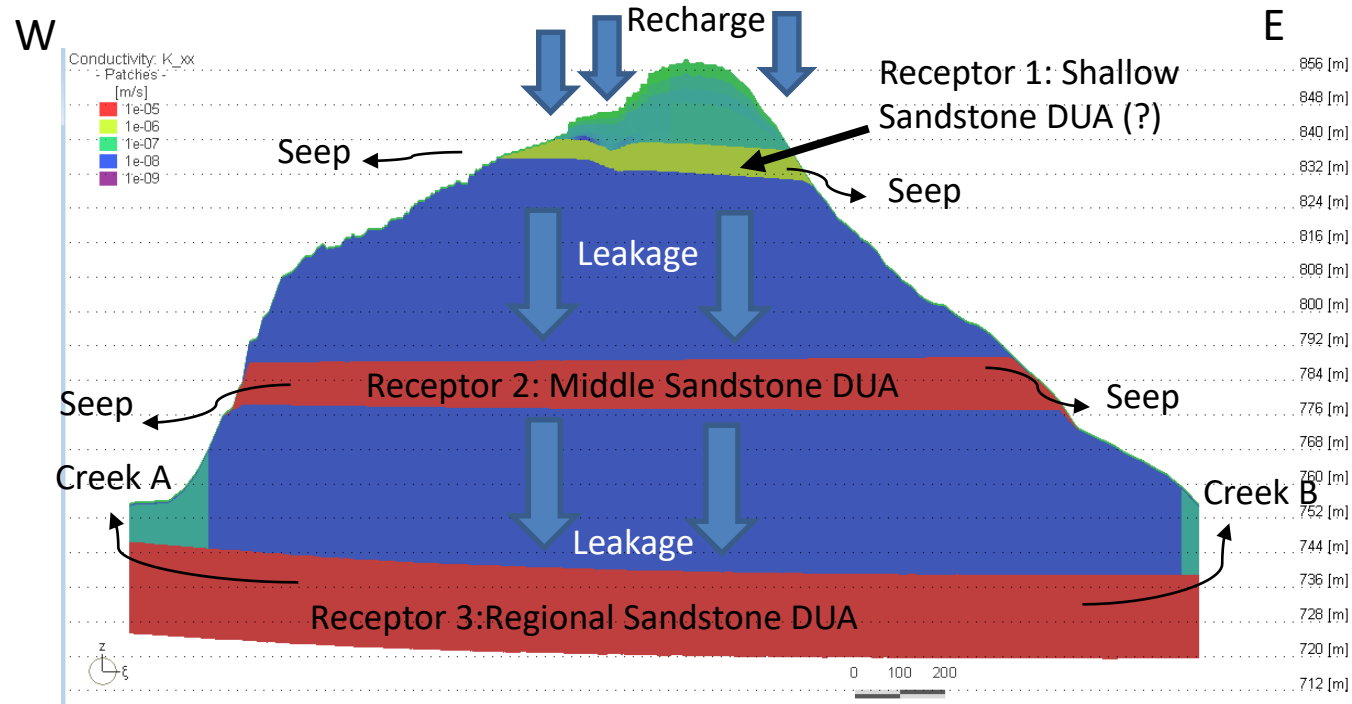 W
Recharge
E
Conductivity: K_xx
- Patches -
[m/s]
1e-05
1e-06
1e-07
1e-08
1e-09
Receptor 1: Shallow
Sandstone DUA (?)
Seep
Seep
Leakage
Receptor 2: Middle Sandstone DUA
Seep
Seep
Creek A
Creek B
Leakage
Receptor 3:Regional Sandstone DUA
856 [m]
848 [m]
840 [m]
832 [m]
824 [m]
816 [m]
808 [m]
800 [m]
792 [m]
784 [m]
776 [m]
768 [m]
760 [m]
752 [m]
744 [m]
736 [m]
728 [m]
720 [m]
712 [m]
z
ξ
0 100 200